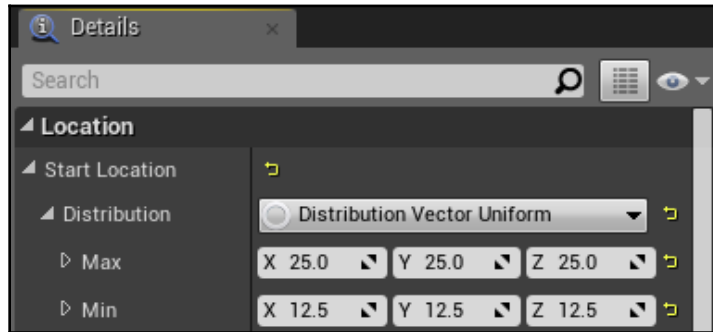 Details
Search
Location
Start Location
Distribution Distribution Vector Uniform
Max X 25.0 Y 25.0 Z 25.0
Min X 12.5 Y 12.5 Z 12.5